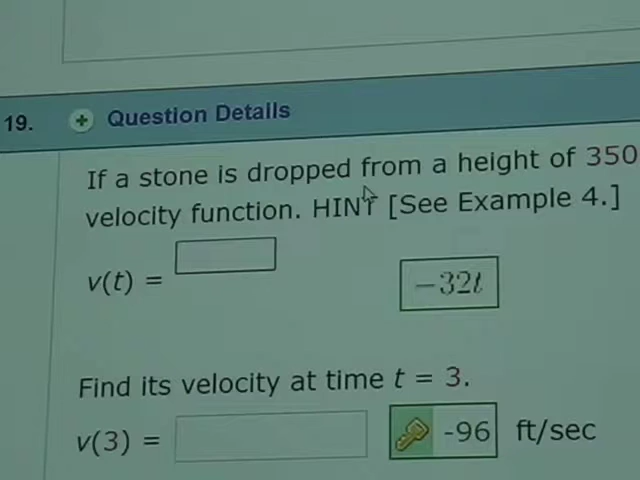 19. Question Details
If a stone is dropped from a height of 350
velocity function. HINT [See Example 4.]
v(t) =
−32t
Find its velocity at time t = 3.
v(3) = -96 ft/sec